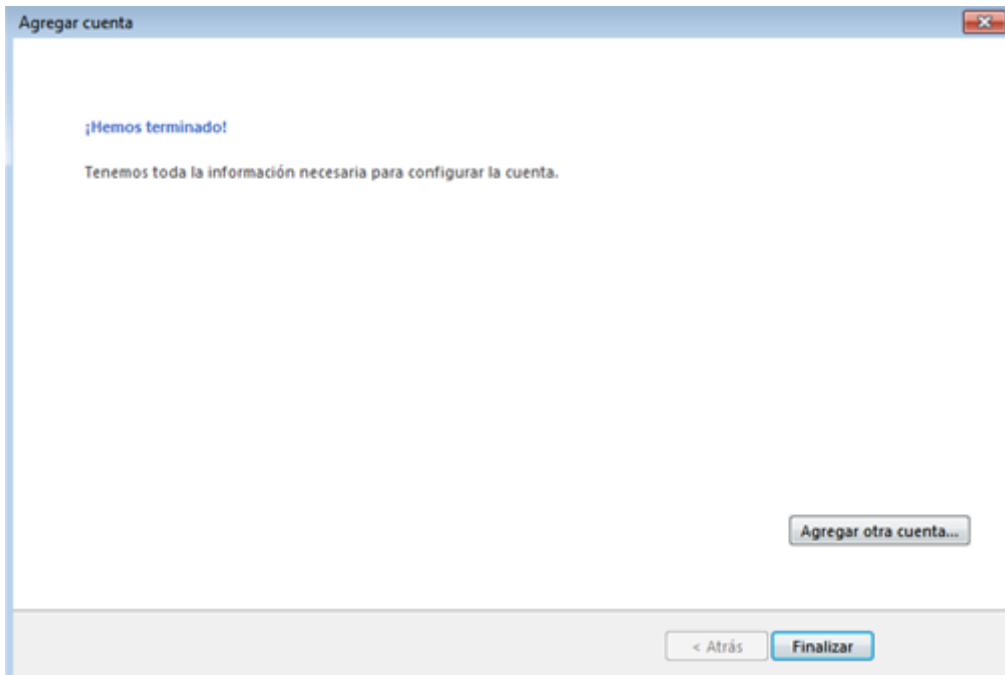 Agregar cuenta
¡Hemos terminado!
Tenemos toda la información necesaria para configurar la cuenta.
Agregar otra cuenta...
< Atrás
Finalizar